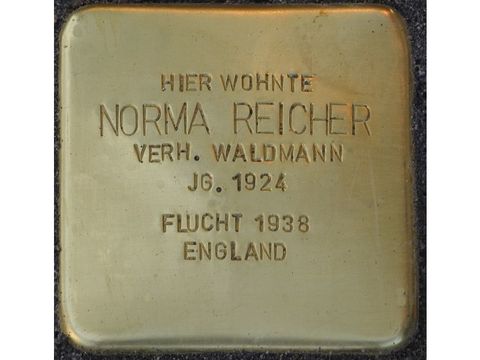 HIER WOHNTE
NORMA REICHER
VERH. WALDMANN
JG. 1924
FLUCHT 1938
ENGLAND